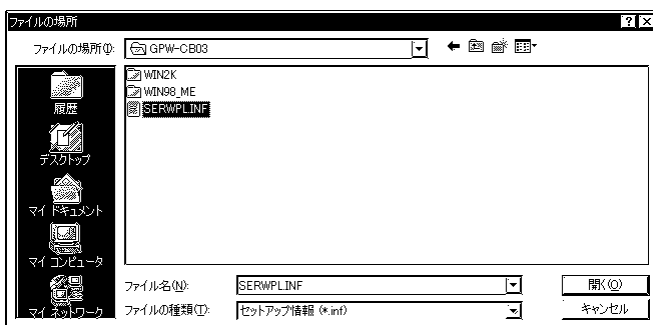 ファイルの場所
ファイルの場所(I):
GPW-CB03
WIN2K
WIN98_ME
SERWPL.INF
履歴
デスクトップ
マイ ドキュメント
マイ コンピュータ
マイ ネットワーク
ファイル名(N):
SERWPL.INF
開く(O)
ファイルの種類(T):
セットアップ情報 (*.inf)
キャンセル